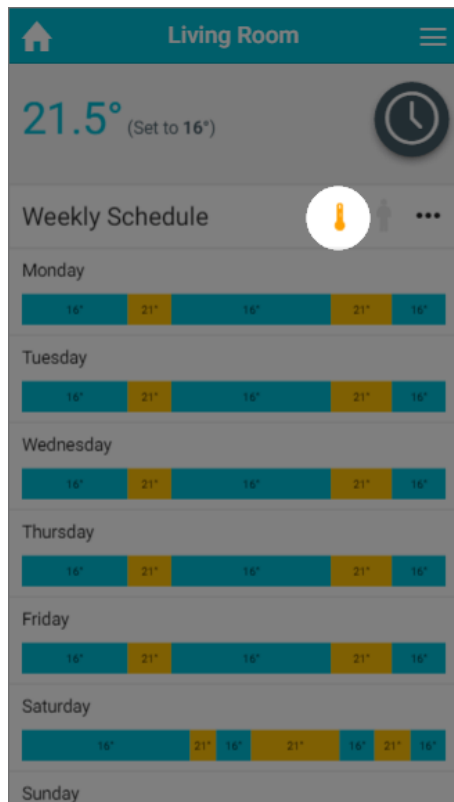 Living Room
21.5° (Set to 16°)
Weekly Schedule
Monday
16° 21° 16° 21° 16°
Tuesday
16° 21° 16° 21° 16°
Wednesday
16° 21° 16° 21° 16°
Thursday
16° 21° 16° 21° 16°
Friday
16° 21° 16° 21° 16°
Saturday
16° 21° 16° 21° 16° 21° 16°
Sunday